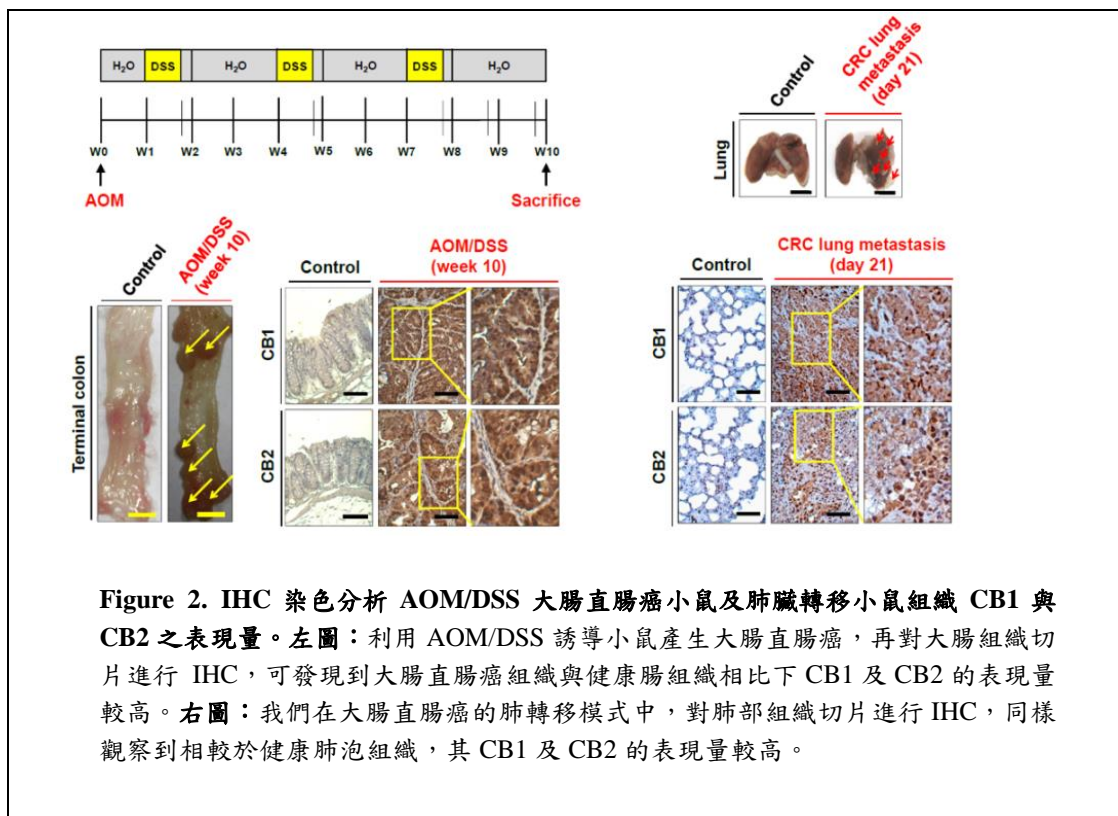 H₂O DSS H₂O DSS H₂O DSS H₂O
W0 W1 W2 W3 W4 W5 W6 W7 W8 W9 W10
AOM
Sacrifice
Control
CRC lung
metastasis
(day 21)
Lung
Control
AOM/DSS
(week 10)
Terminal colon
Control
AOM/DSS
(week 10)
CB1
CB2
Control
CRC lung metastasis
(day 21)
CB1
CB2
Figure 2. IHC 染色分析 AOM/DSS 大腸直腸癌小鼠及肺臟轉移小鼠組織 CB1 與
CB2 之表現量。左圖：利用 AOM/DSS 誘導小鼠產生大腸直腸癌，再對大腸組織切
片進行 IHC，可發現到大腸直腸癌組織與健康腸組織相比下 CB1 及 CB2 的表現量
較高。右圖：我們在大腸直腸癌的肺轉移模式中，對肺部組織切片進行 IHC，同樣
觀察到相較於健康肺泡組織，其 CB1 及 CB2 的表現量較高。